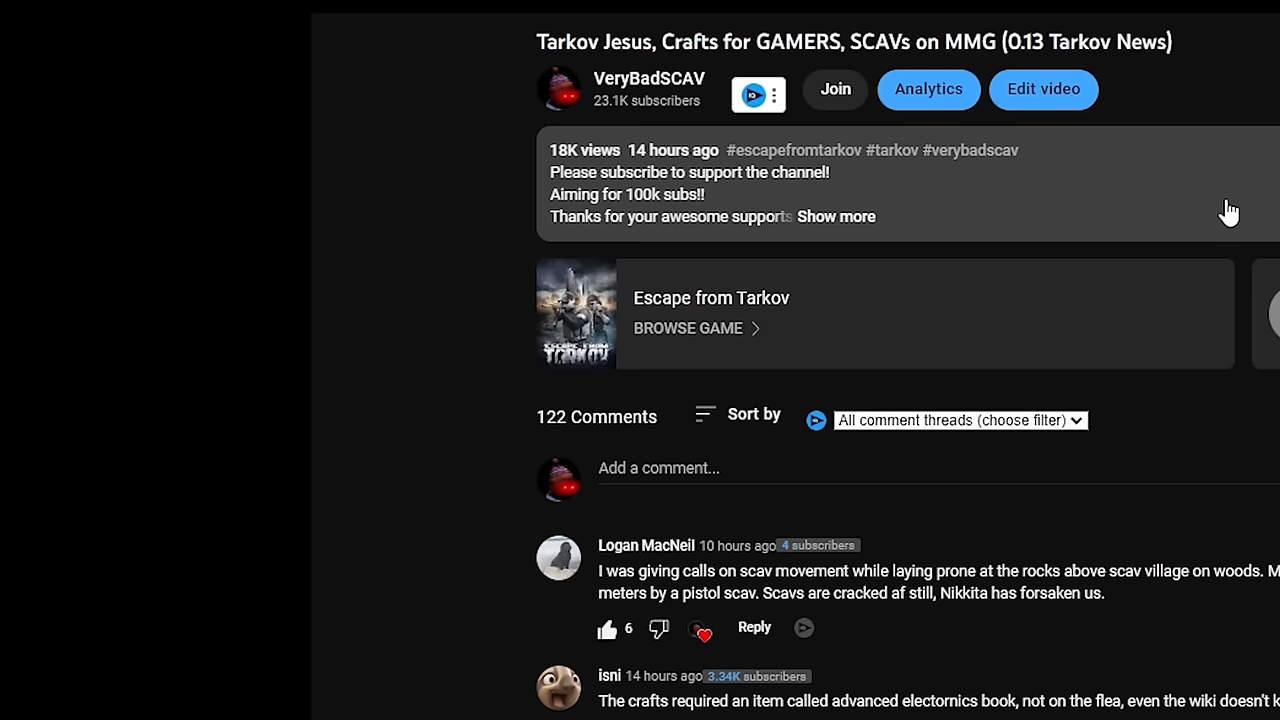 Tarkov Jesus, Crafts for GAMERS, SCAVs on MMG (0.13 Tarkov News)
VeryBadSCAV
23.1K subscribers
Join
Analytics
Edit video
18K views 14 hours ago #escapefromtarkov #tarkov #verybadscav
Please subscribe to support the channel!
Aiming for 100k subs!!
Thanks for your awesome supports Show more
ESCAPE FROM
TARKOV
Escape from Tarkov
BROWSE GAME
122 Comments
Sort by
All comment threads (choose filter)
Add a comment...
Logan MacNeil 10 hours ago 4 subscribers
I was giving calls on scav movement while laying prone at the rocks above scav village on woods. M
meters by a pistol scav. Scavs are cracked af still, Nikkita has forsaken us.
6
Reply
isni 14 hours ago 3.34K subscribers
The crafts required an item called advanced electornics book, not on the flea, even the wiki doesn't k